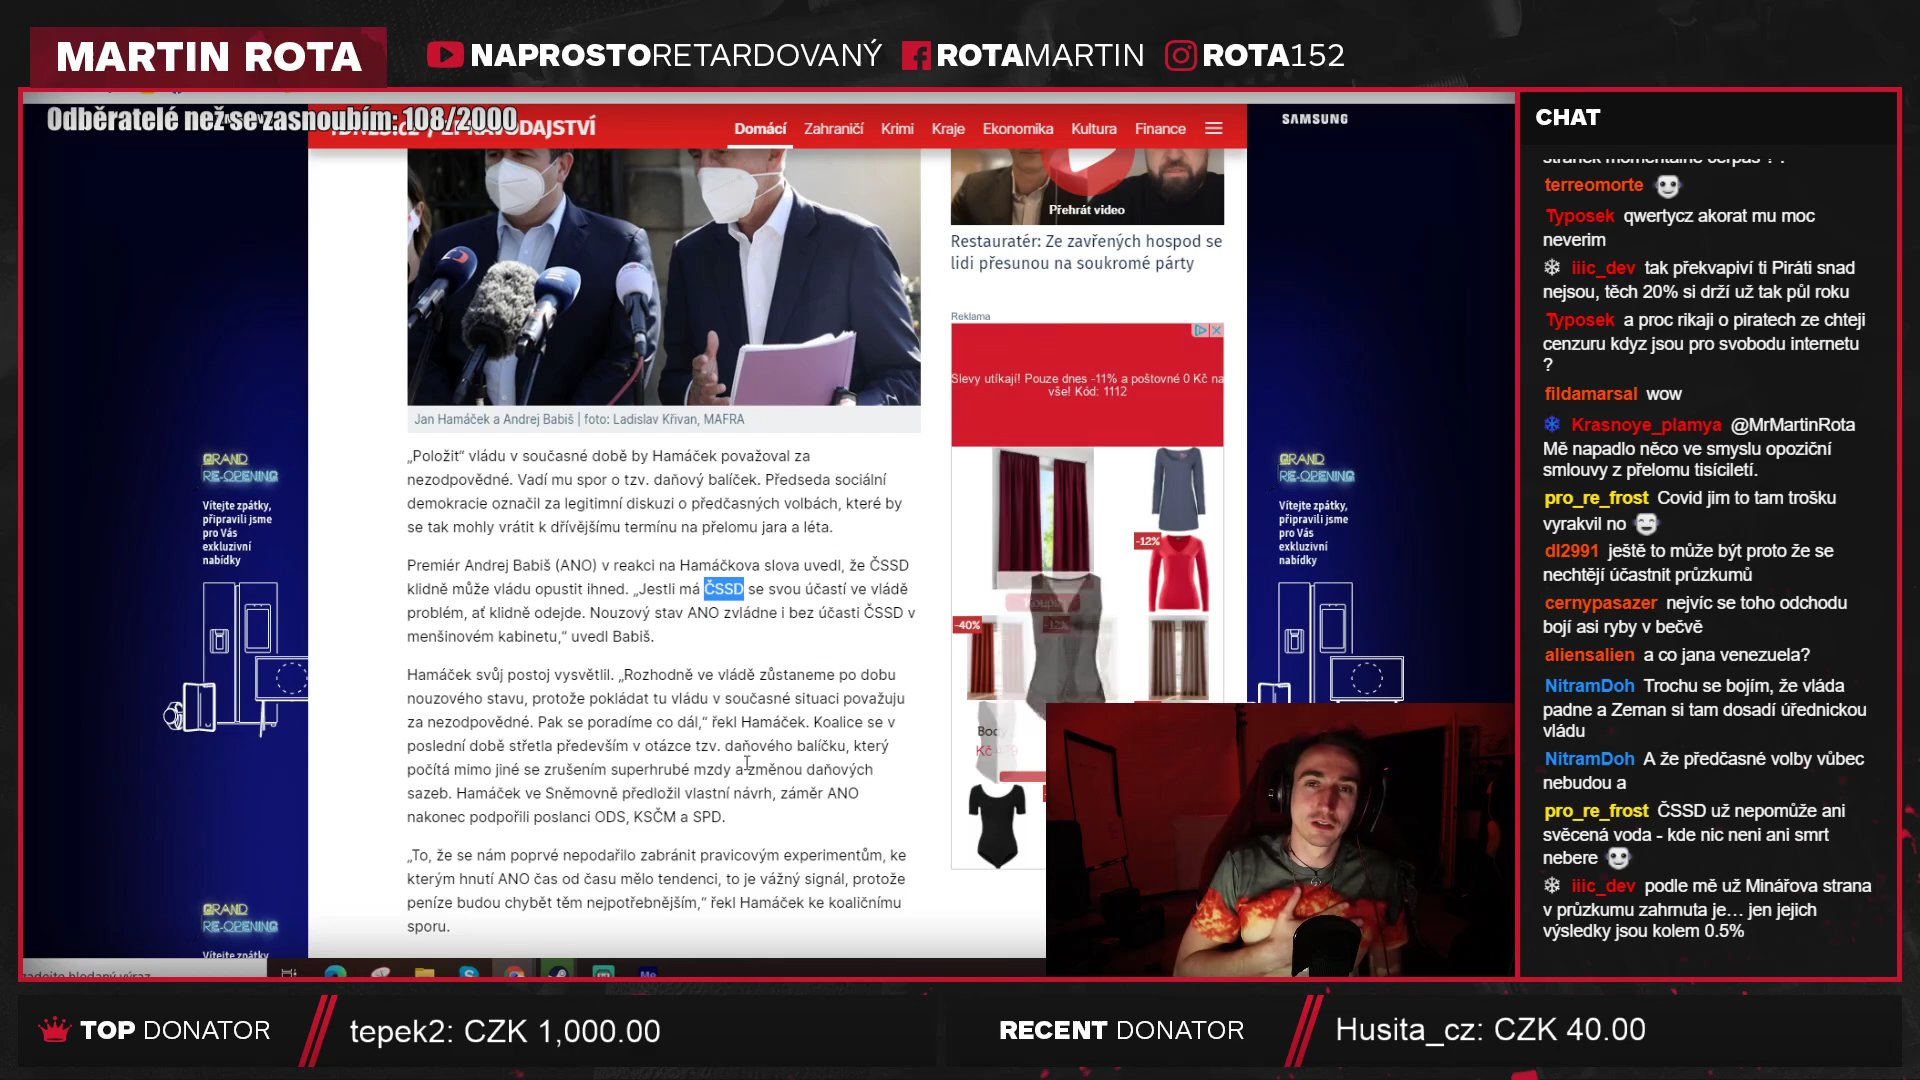 MARTIN ROTA
NAPROSTORETARDOVANÝ
ROTAMARTIN
ROTA152
Odběratelé než se zasnoubím: 108/2000
Domácí Zahraničí Krimi Kraje Ekonomika Kultura Finance
SAMSUNG
Přehrát video
Restauratér: Ze zavřených hospod se
lidi přesunou na soukromé párty
Reklama
Slevy utíkají! Pouze dnes -11% a poštovné 0 Kč na
vše! Kód: 1112
-12%
-40%
-12%
Koupit
Body
Kč
Jan Hamáček a Andrej Babiš | foto: Ladislav Křivan, MAFRA
„Položit“ vládu v současné době by Hamáček považoval za
nezodpovědné. Vadí mu spor o tzv. daňový balíček. Předseda sociální
demokracie označil za legitimní diskuzi o předčasných volbách, které by
se tak mohly vrátit k dřívějšímu termínu na přelomu jara a léta.
Premiér Andrej Babiš (ANO) v reakci na Hamáčkova slova uvedl, že ČSSD
klidně může vládu opustit ihned. „Jestli má ČSSD se svou účastí ve vládě
problém, ať klidně odejde. Nouzový stav ANO zvládne i bez účasti ČSSD v
menšinovém kabinetu,“ uvedl Babiš.
Hamáček svůj postoj vysvětlil. „Rozhodně ve vládě zůstaneme po dobu
nouzového stavu, protože pokládat tu vládu v současné situaci považuju
za nezodpovědné. Pak se poradíme co dál,“ řekl Hamáček. Koalice se v
poslední době střetla především v otázce tzv. daňového balíčku, který
počítá mimo jiné se zrušením superhrubé mzdy a změnou daňových
sazeb. Hamáček ve Sněmovně předložil vlastní návrh, záměr ANO
nakonec podpořili poslanci ODS, KSČM a SPD.
„To, že se nám poprvé nepodařilo zabránit pravicovým experimentům, ke
kterým hnutí ANO čas od času mělo tendenci, to je vážný signál, protože
peníze budou chybět těm nejpotřebnějším,“ řekl Hamáček ke koaličnímu
sporu.
GRAND
RE-OPENING
Vítejte zpátky,
připravili jsme
pro Vás
exkluzivní
nabídky
GRAND
RE-OPENING
Vítejte zpátky,
GRAND
RE-OPENING
Vítejte zpátky,
připravili jsme
pro Vás
exkluzivní
nabídky
CHAT
terreomorte
Typosek qwertycz akorat mu moc
neverim
iiic_dev tak překvapiví ti Piráti snad
nejsou, těch 20% si drží už tak půl roku
Typosek a proc rikaji o piratech ze chteji
cenzuru kdyz jsou pro svobodu internetu
?
fildamarsal wow
Krasnoye_plamya @MrMartinRota
Mě napadlo něco ve smyslu opoziční
smlouvy z přelomu tisíciletí.
pro_re_frost Covid jim to tam trošku
vyrakvil no
dl2991 ještě to může být proto že se
nechtějí účastnit průzkumů
cernypasazer nejvíc se toho odchodu
bojí asi ryby v bečvě
aliensalien a co jana venezuela?
NitramDoh Trochu se bojím, že vláda
padne a Zeman si tam dosadí úřednickou
vládu
NitramDoh A že předčasné volby vůbec
nebudou a
pro_re_frost ČSSD už nepomůže ani
svěcená voda - kde nic neni ani smrt
nebere
iiic_dev podle mě už Minářova strana
v průzkumu zahrnuta je... jen jejich
výsledky jsou kolem 0.5%
TOP DONATOR
tepek2: CZK 1,000.00
RECENT DONATOR
Husita_cz: CZK 40.00